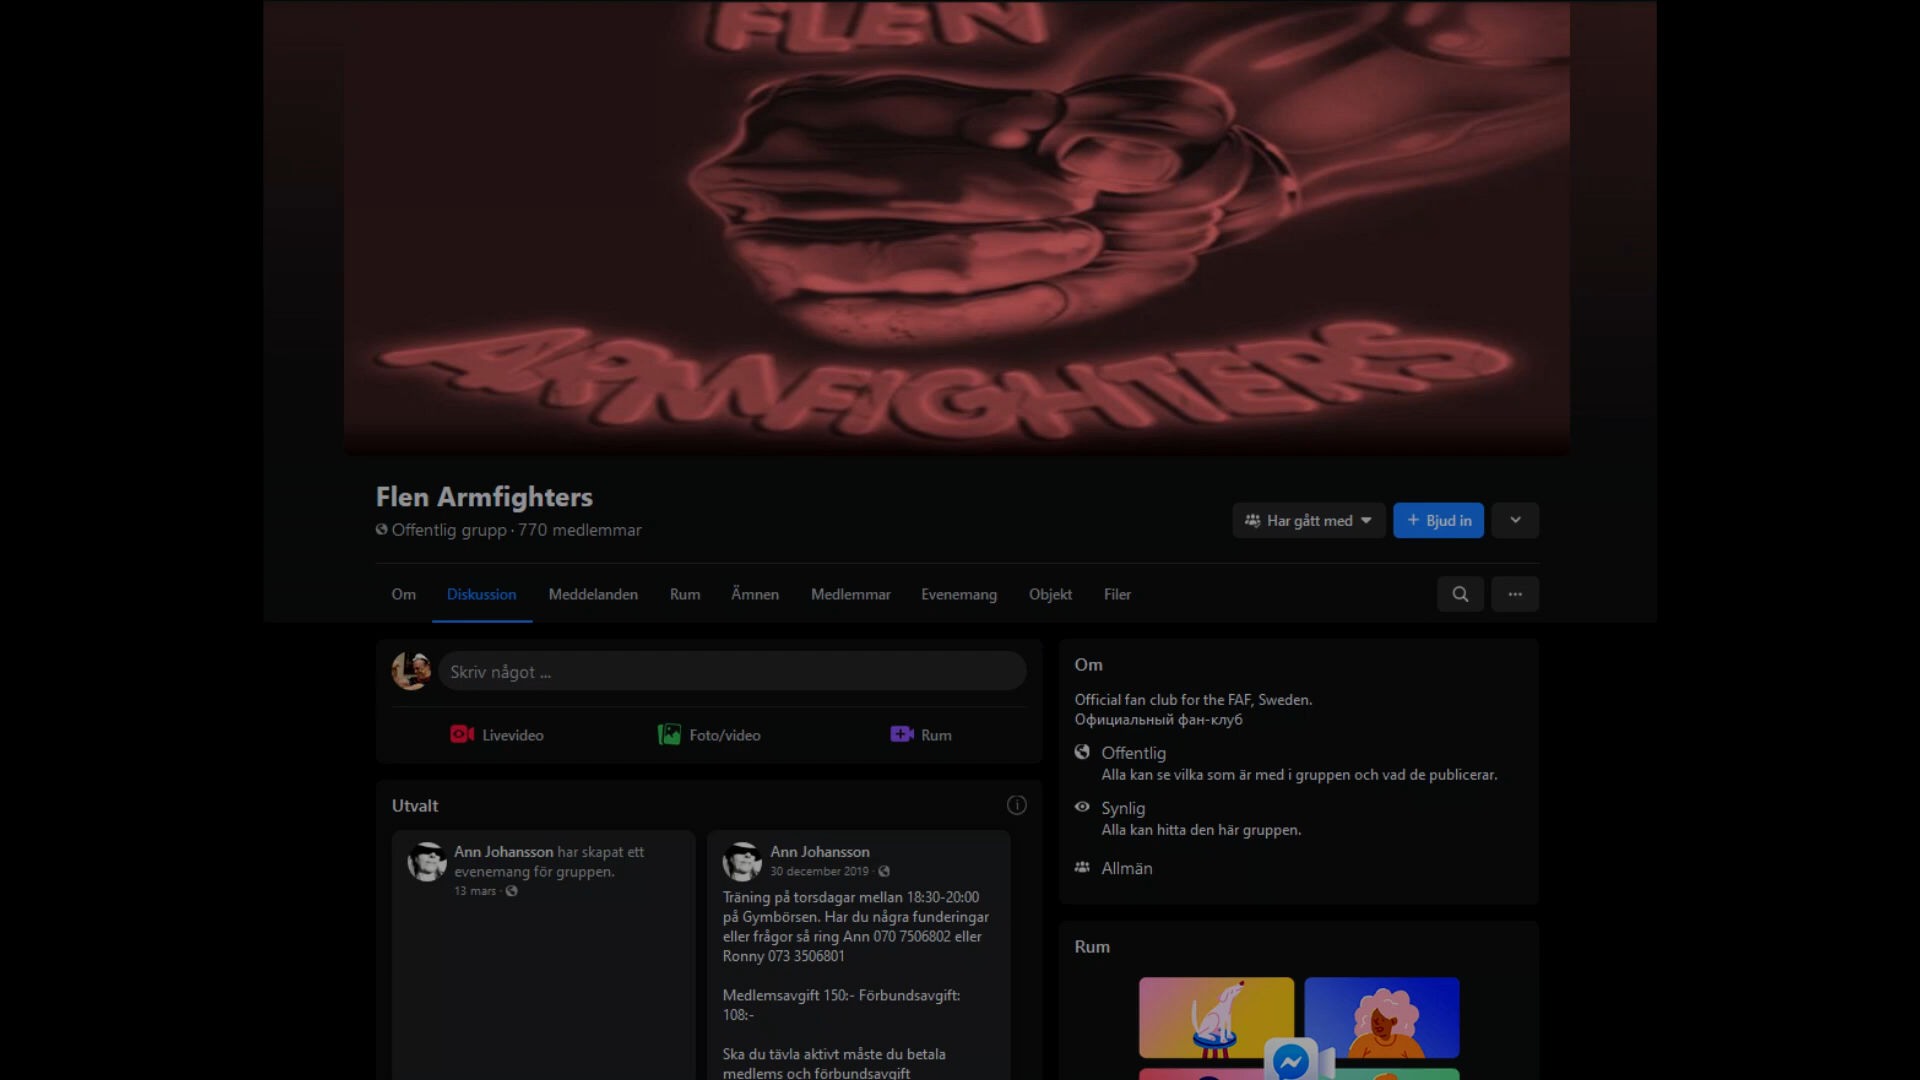 FLEN
ARMFIGHTERS
Flen Armfighters
Offentlig grupp · 770 medlemmar
Har gått med
+ Bjud in
Om
Diskussion
Meddelanden
Rum
Ämnen
Medlemmar
Evenemang
Objekt
Filer
Skriv något ...
Livevideo
Foto/video
Rum
Utvalt
Ann Johansson har skapat ett
evenemang för gruppen.
13 mars ·
Ann Johansson
30 december 2019 ·
Träning på torsdagar mellan 18:30-20:00
på Gymbörsen. Har du några funderingar
eller frågor så ring Ann 070 7506802 eller
Ronny 073 3506801
Medlemsavgift 150:- Förbundsavgift:
108:-
Ska du tävla aktivt måste du betala
medlems och förbundsavgift
Om
Official fan club for the FAF, Sweden.
Официальный фан-клуб
Offentlig
Alla kan se vilka som är med i gruppen och vad de publicerar.
Synlig
Alla kan hitta den här gruppen.
Allmän
Rum